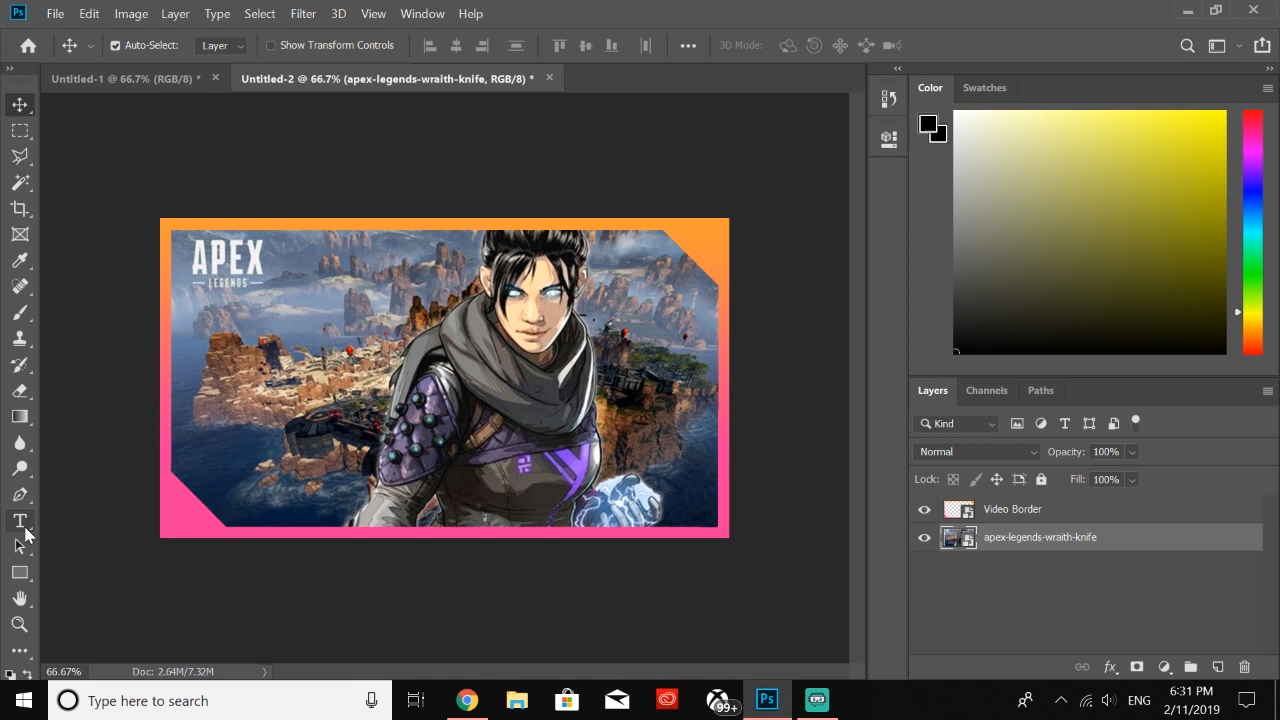 Ps File Edit Image Layer Type Select Filter 3D View Window Help
Auto-Select: Layer Show Transform Controls 3D Mode:
Untitled-1 @ 66.7% (RGB/8) * Untitled-2 @ 66.7% (apex-legends-wraith-knife, RGB/8) *
Color Swatches
APEX
LEGENDS
Layers Channels Paths
Kind
Normal Opacity: 100%
Lock: Fill: 100%
Video Border
apex-legends-wraith-knife
T
fx
66.67% Doc: 2.64M/7.32M
Type here to search
99+
Ps
ENG
6:31 PM
2/11/2019